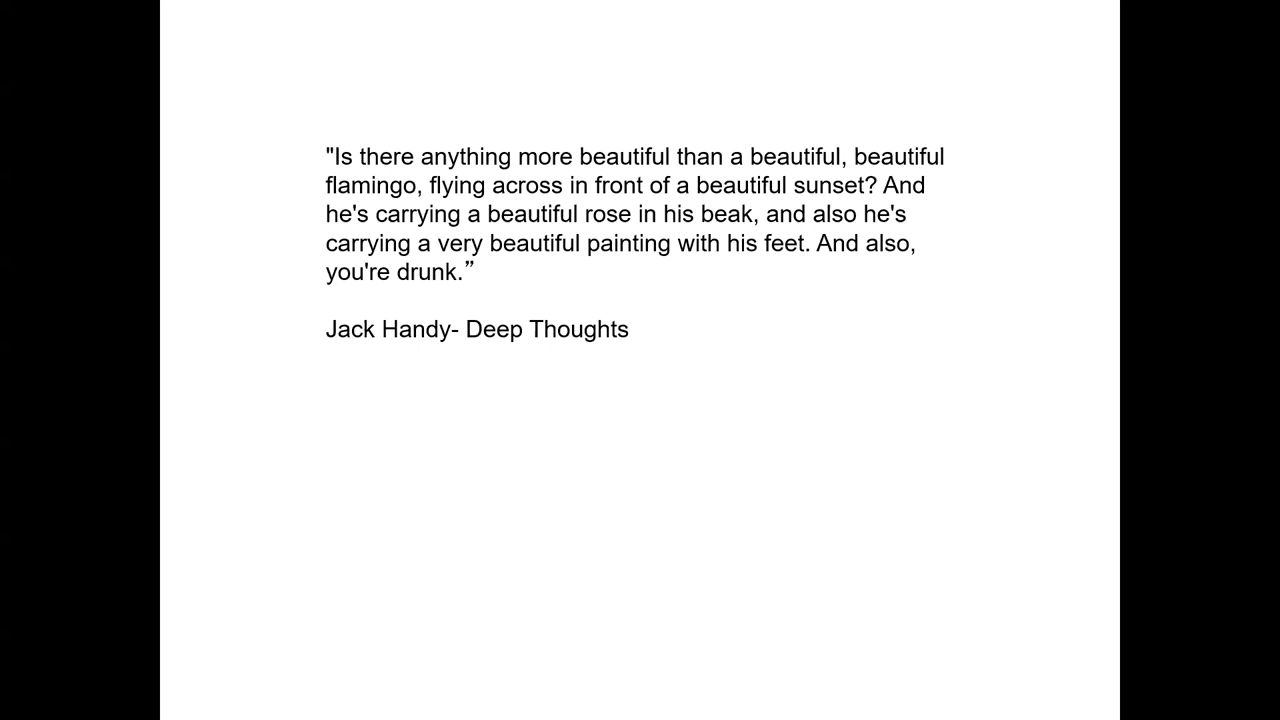 "Is there anything more beautiful than a beautiful, beautiful
flamingo, flying across in front of a beautiful sunset? And
he's carrying a beautiful rose in his beak, and also he's
carrying a very beautiful painting with his feet. And also,
you're drunk.”
Jack Handy- Deep Thoughts